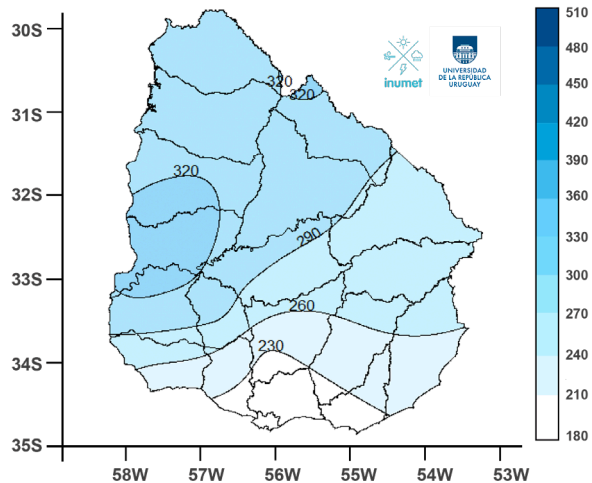 30S
31S
32S
33S
34S
35S
58W
57W
56W
55W
54W
53W
320
320
320
290
260
230
inumet
UNIVERSIDAD
DE LA REPÚBLICA
URUGUAY
510
480
450
420
390
360
330
300
270
240
210
180